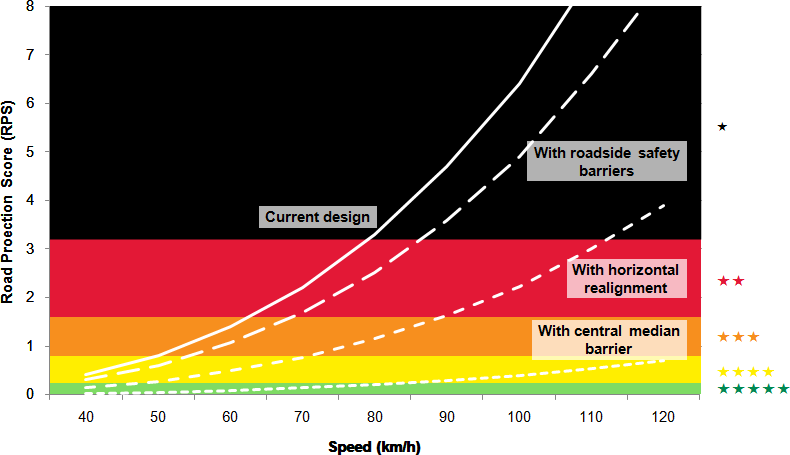 8
7
6
5
4
3
2
1
0
Road Proection Score (RPS)
Current design
With roadside safety
barriers
With horizontal
realignment
With central median
barrier
40 50 60 70 80 90 100 110 120
Speed (km/h)